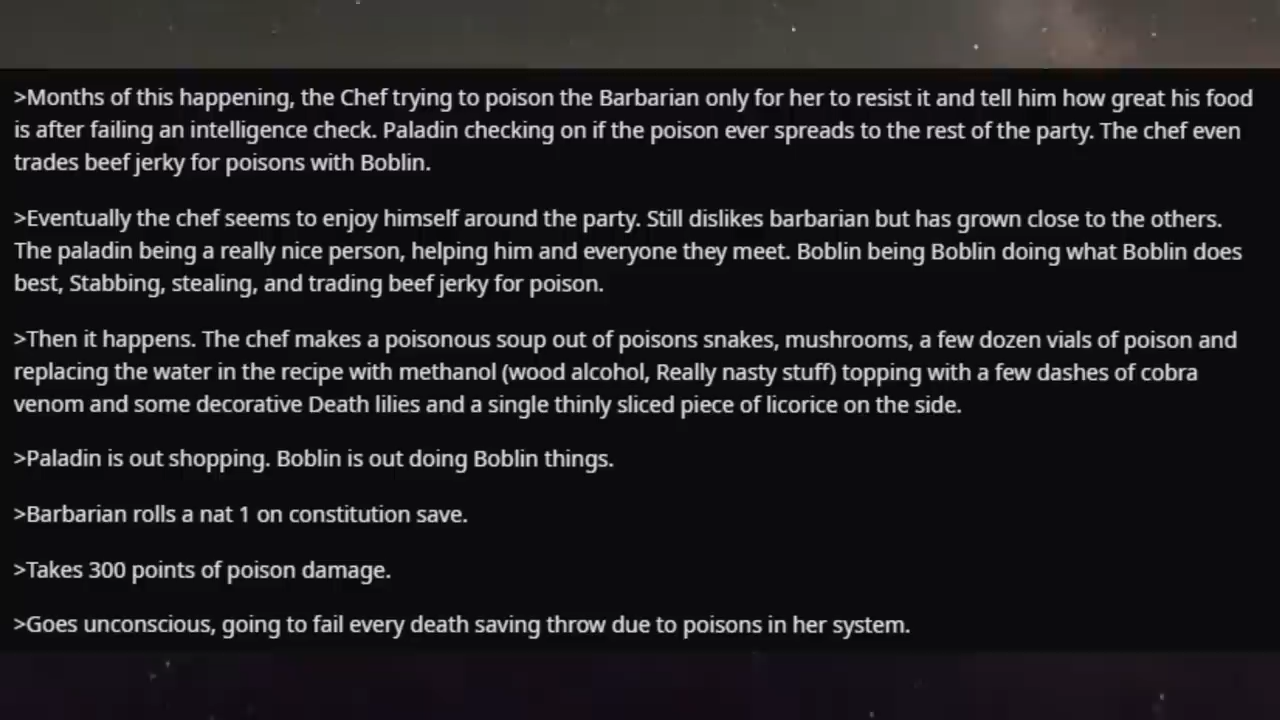 >Months of this happening, the Chef trying to poison the Barbarian only for her to resist it and tell him how great his food
is after failing an intelligence check. Paladin checking on if the poison ever spreads to the rest of the party. The chef even
trades beef jerky for poisons with Boblin.
>Eventually the chef seems to enjoy himself around the party. Still dislikes barbarian but has grown close to the others.
The paladin being a really nice person, helping him and everyone they meet. Boblin being Boblin doing what Boblin does
best, Stabbing, stealing, and trading beef jerky for poison.
>Then it happens. The chef makes a poisonous soup out of poisons snakes, mushrooms, a few dozen vials of poison and
replacing the water in the recipe with methanol (wood alcohol, Really nasty stuff) topping with a few dashes of cobra
venom and some decorative Death lilies and a single thinly sliced piece of licorice on the side.
>Paladin is out shopping. Boblin is out doing Boblin things.
>Barbarian rolls a nat 1 on constitution save.
>Takes 300 points of poison damage.
>Goes unconscious, going to fail every death saving throw due to poisons in her system.